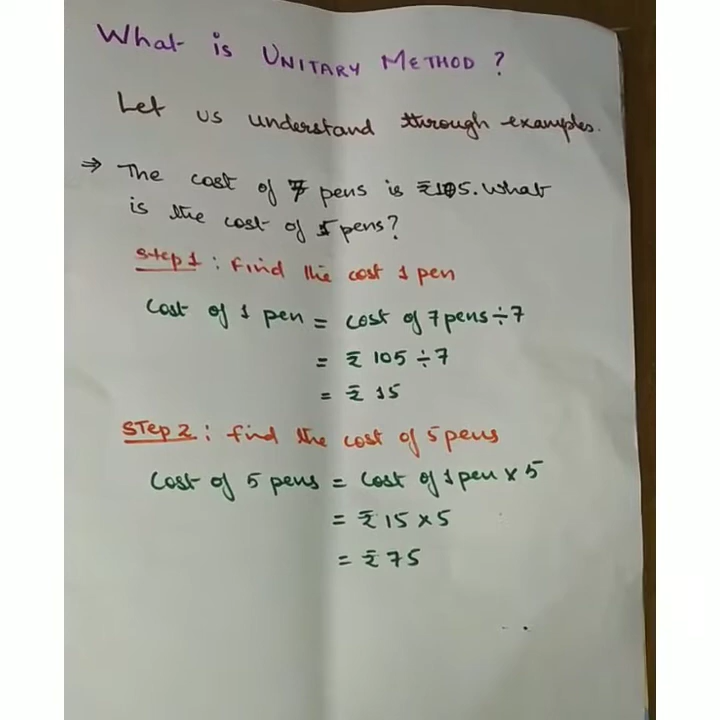 What is UNITARY METHOD?
Let us understand through examples.
⇒ The cost of 7 pens is ₹105. What
is the cost of 5 pens?
Step 1 : Find the cost 1 pen
Cost of 1 pen = cost of 7 pens ÷ 7
= ₹ 105 ÷ 7
= ₹ 15
STEP 2 : find the cost of 5 pens
Cost of 5 pens = cost of 1 pen × 5
= ₹ 15 × 5
= ₹ 75